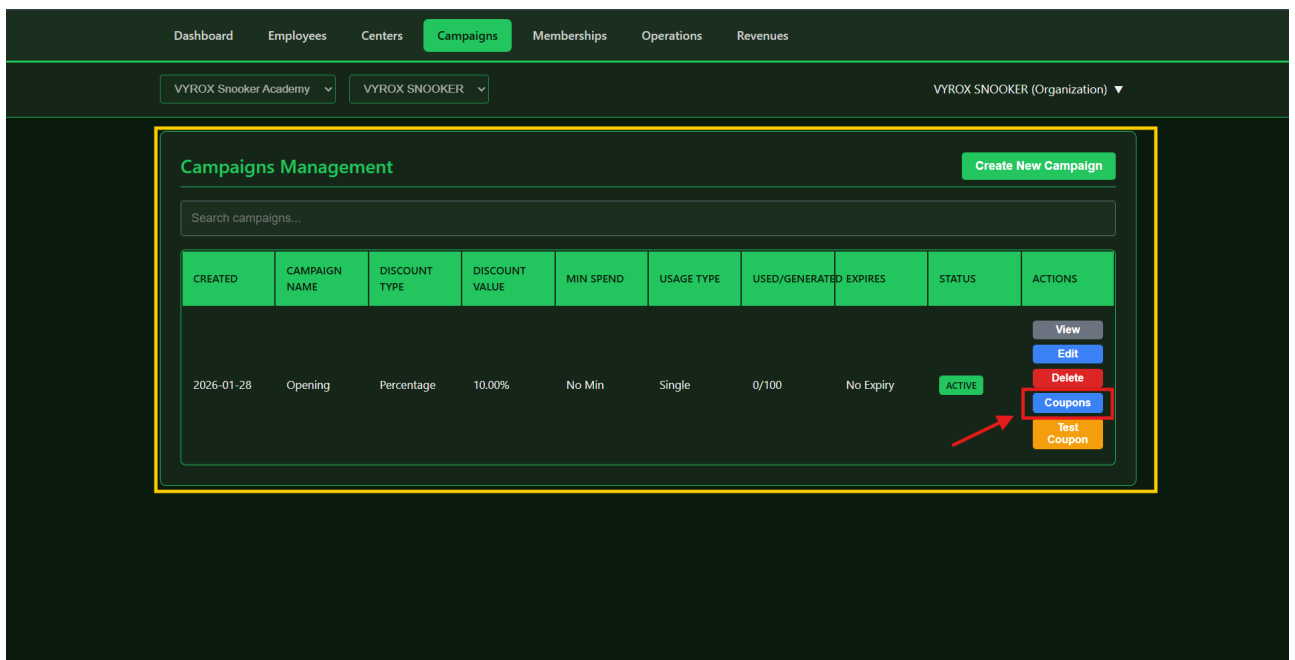 Dashboard Employees Centers Campaigns Memberships Operations Revenues
VYROX Snooker Academy VYROX SNOOKER VYROX SNOOKER (Organization) ▼
Campaigns Management Create New Campaign
Search campaigns...
CREATED CAMPAIGN NAME DISCOUNT TYPE DISCOUNT VALUE MIN SPEND USAGE TYPE USED/GENERATED EXPIRES STATUS ACTIONS
2026-01-28 Opening Percentage 10.00% No Min Single 0/100 No Expiry ACTIVE
View
Edit
Delete
Coupons
Test
Coupon